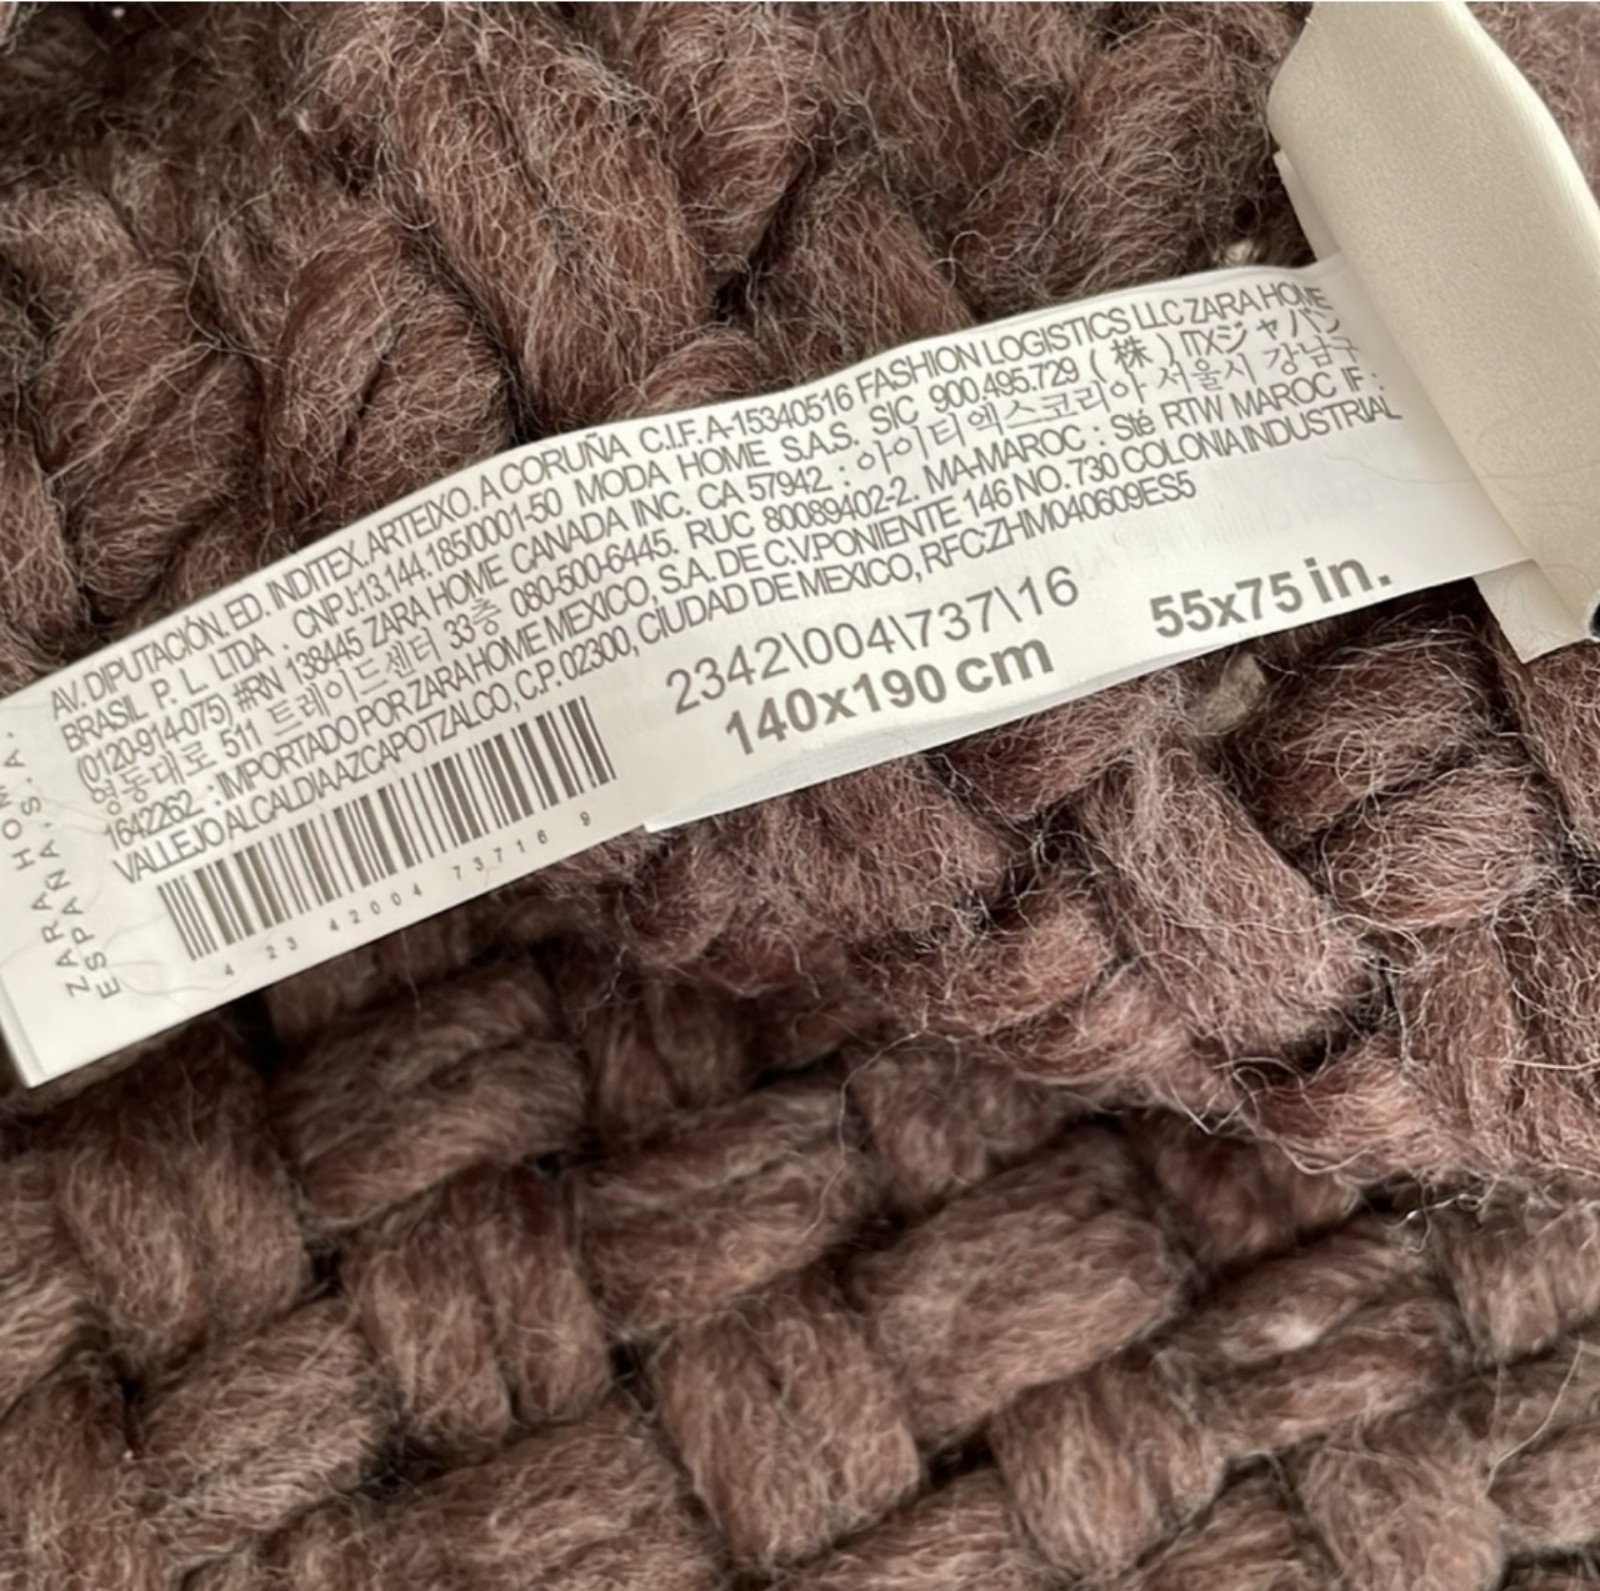 AV. DIPUTACIÓN. ED. INDITEX. ARTEIXO. A CORUÑA C.I.F. A-15340516 FASHION LOGISTICS LLC ZARA HOME
BRASIL P. L. LTDA . CNPJ:13.144.185/0001-50 MODA HOME S.A.S. SIC 900.495.729 ( 株 ) ITXジャパン
(0120-914-075) #RN 138445 ZARA HOME CANADA INC. CA 57942. : 아이티엑스코리아 서울시 강남구
영동대로 511 트레이드센터 33층 080-500-6445. RUC 80089402-2. MA-MAROC : Sté RTW MAROC IF :
1642262 . : IMPORTADO POR ZARA HOME MEXICO, S.A. DE C.V.PONIENTE 146 NO. 730 COLONIA INDUSTRIAL
VALLEJO ALCALDIA AZCAPOTZALCO, C.P. 02300, CIUDAD DE MEXICO, RFC:ZHM040609ES5
2342\004\737\16
140x190 cm
55x75 in.
4 23 42004 73716 9
ZARA HOM
ESPAÑA,S.A.